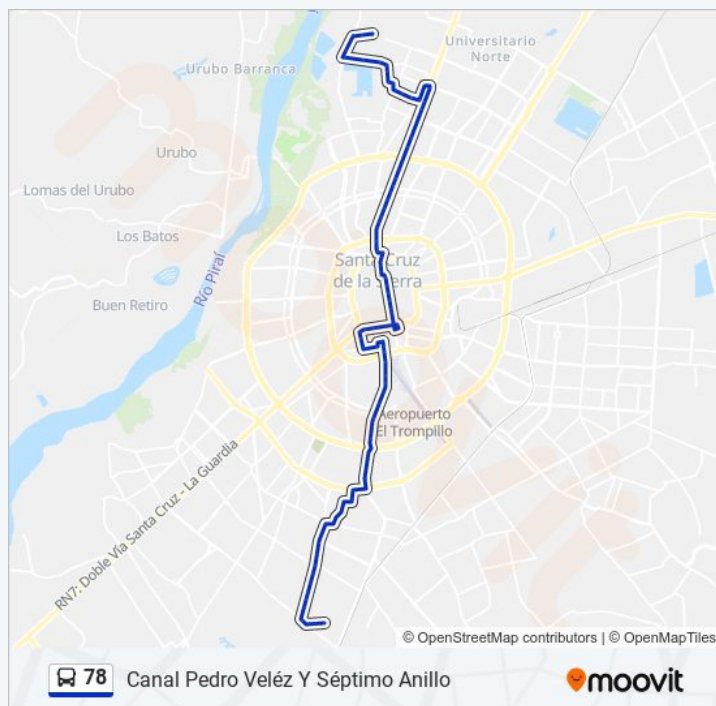 Universitario
Norte
Urubo Barranca
Urubo
Lomas del Urubo
Los Batos
Río Piraí
Santa Cruz
de la Sierra
Buen Retiro
Aeropuerto
El Trompillo
RN7: Doble Vía Santa Cruz - La Guardia
© OpenStreetMap contributors | © OpenMapTiles
78 Canal Pedro Veléz Y Séptimo Anillo
moovit